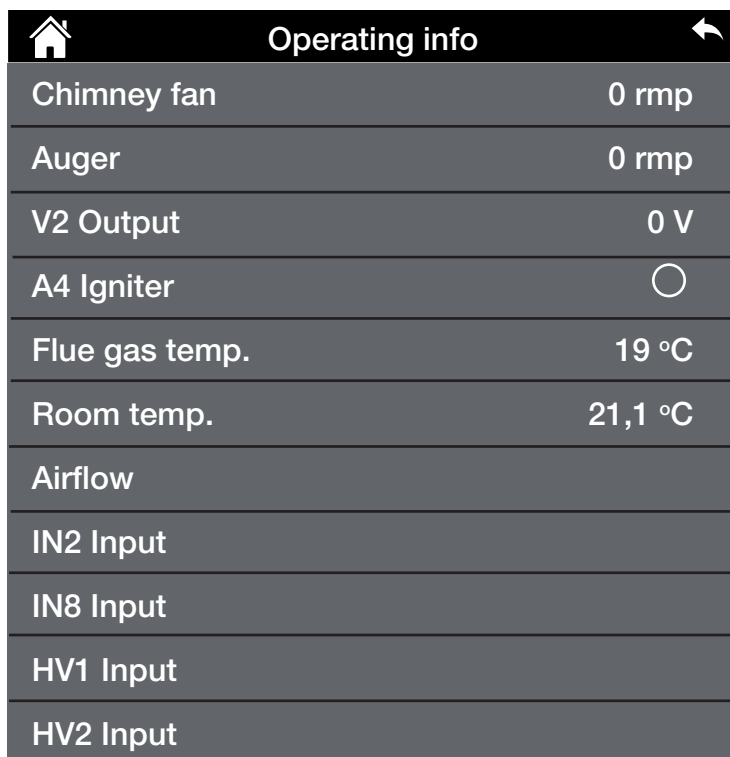 Operating info
Chimney fan 0 rmp
Auger 0 rmp
V2 Output 0 V
A4 Igniter
Flue gas temp. 19 °C
Room temp. 21,1 °C
Airflow
IN2 Input
IN8 Input
HV1 Input
HV2 Input